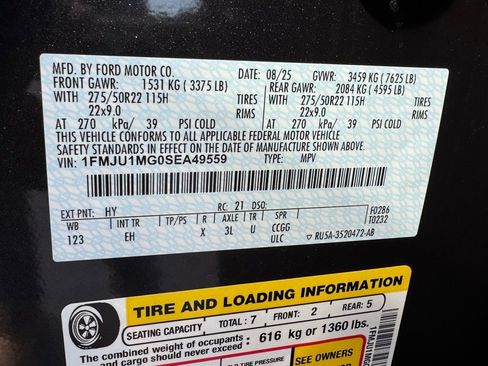 MFD. BY FORD MOTOR CO. 08/25 GVWR: 3459 KG (7625 LB)
FRONT GAWR: 1531 KG (3375 LB) REAR GAWR: 2084 KG (4595 LB)
WITH 275/50R22 115H TIRES WITH 275/50R22 115H TIRES
22x9.0 RIMS 22x9.0 RIMS
AT 270 kPa/ 39 PSI COLD AT 270 kPa/ 39 PSI COLD
THIS VEHICLE CONFORMS TO ALL APPLICABLE FEDERAL MOTOR VEHICLE
SAFETY STANDARDS IN EFFECT ON THE DATE OF MANUFACTURE SHOWN ABOVE.
VIN: 1FMJU1MG0SEA49559 TYPE: MPV
EXT PNT: HY RC: 21 DSO: F0286
WB INT TR TP/PS R AXLE TR SPR T0232
123 EH X 3L U CCGG
ULC RU5A-3520472-AB
TIRE AND LOADING INFORMATION
SEATING CAPACITY TOTAL: 7 FRONT: 2 REAR: 5
The combined weight of occupants
and cargo should never exceed : 616 kg or 1360 lbs.
TIRE PRESSURE SEE OWNERS
1FMJU1MG